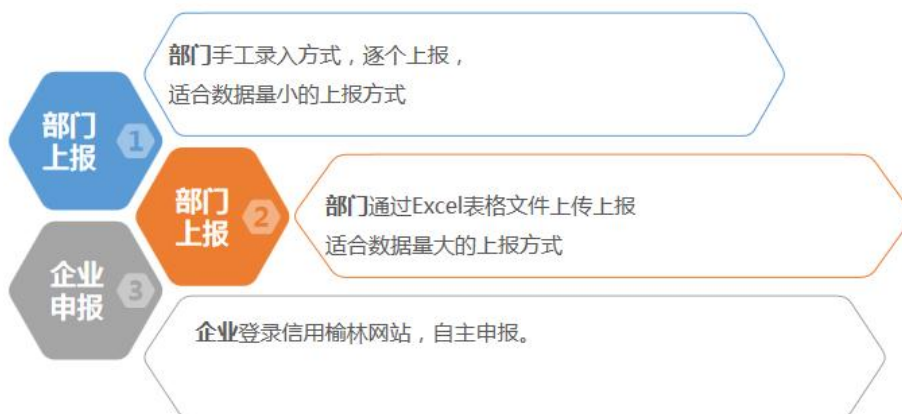 部门手工录入方式，逐个上报，
适合数据量小的上报方式
部门
上报
1
部门
上报
2
部门通过Excel表格文件上传上报
适合数据量大的上报方式
企业
申报
3
企业登录信用榆林网站，自主申报。